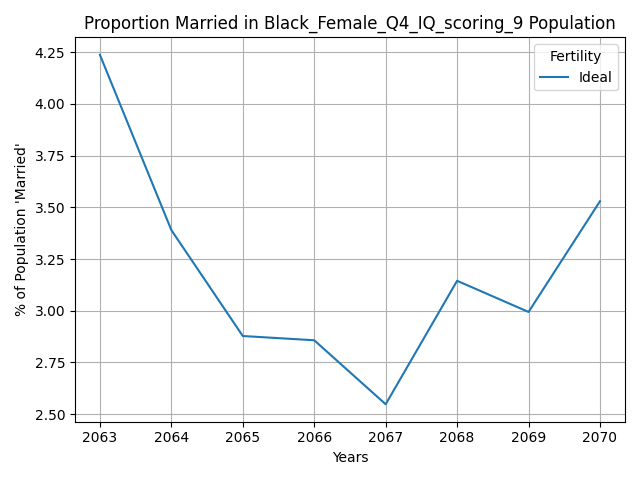 Proportion Married in Black_Female_Q4_IQ_scoring_9 Population
Fertility
Ideal
% of Population 'Married'
4.25
4.00
3.75
3.50
3.25
3.00
2.75
2.50
2063 2064 2065 2066 2067 2068 2069 2070
Years